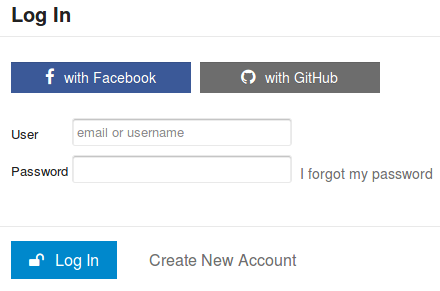 Log In
with Facebook with GitHub
User email or username
Password I forgot my password
Log In Create New Account